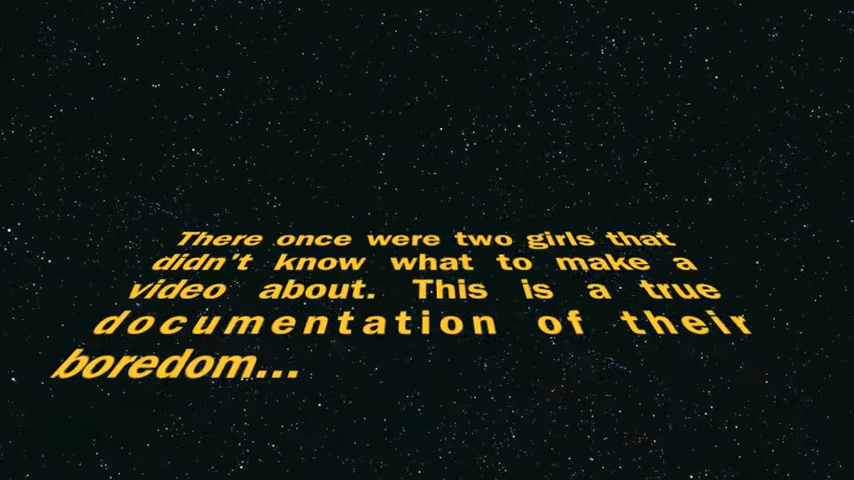 There once were two girls that
didn't know what to make a
video about. This is a true
documentation of their
boredom...